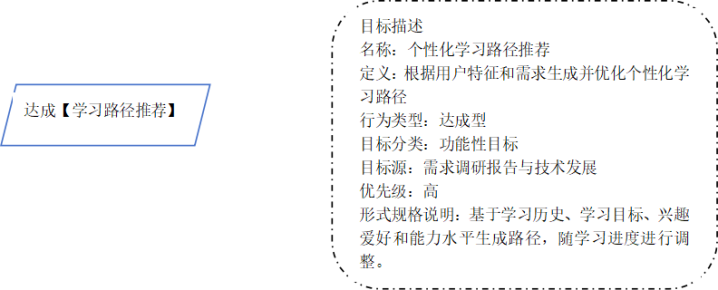 达成【学习路径推荐】
目标描述
名称：个性化学习路径推荐
定义：根据用户特征和需求生成并优化个性化学
习路径
行为类型：达成型
目标分类：功能性目标
目标源：需求调研报告与技术发展
优先级：高
形式规格说明：基于学习历史、学习目标、兴趣
爱好和能力水平生成路径，随学习进度进行调
整。